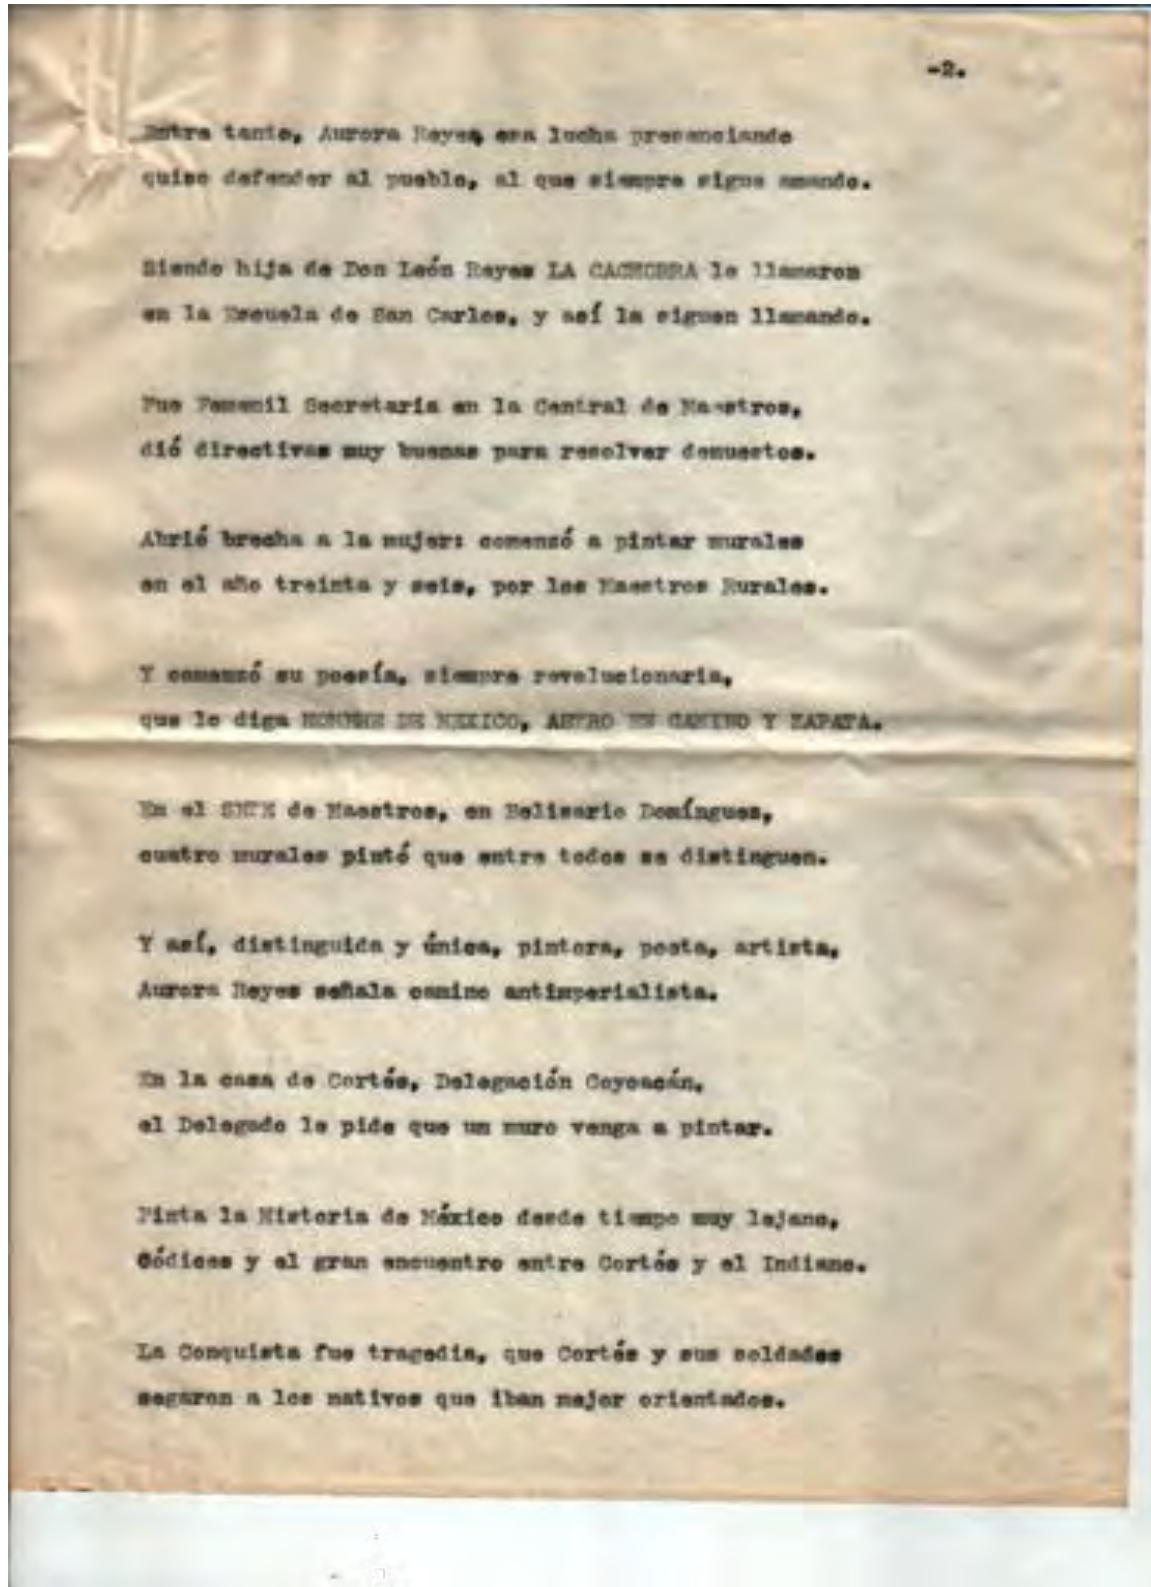 -2.
Entre tanto, Aurora Reyes, esa lucha presenciando
quiso defender al pueblo, al que siempre sigue amando.
Siendo hija de Don León Reyes LA CACHORRA le llamaron
en la Escuela de San Carlos, y así la siguen llamando.
Fue Femenil Secretaria en la Central de Maestros,
dió directivas muy buenas para resolver denuestos.
Abrió brecha a la mujer: comenzó a pintar murales
en el año treinta y seis, por los Maestros Rurales.
Y comenzó su poesía, siempre revolucionaria,
que lo diga HOMBRE DE MEXICO, ASTRO EN CAMINO Y ZAPATA.
En el SNTE de Maestros, en Belisario Domínguez,
cuatro murales pintó que entre todos se distinguen.
Y así, distinguida y única, pintora, poeta, artista,
Aurora Reyes señala camino antimperialista.
En la casa de Cortés, Delegación Coyoacán,
el Delegado le pide que un muro venga a pintar.
Pinta la Historia de México desde tiempo muy lejano,
Códices y el gran encuentro entre Cortés y el Indiano.
La Conquista fue tragedia, que Cortés y sus soldados
segaron a los nativos que iban mejor orientados.